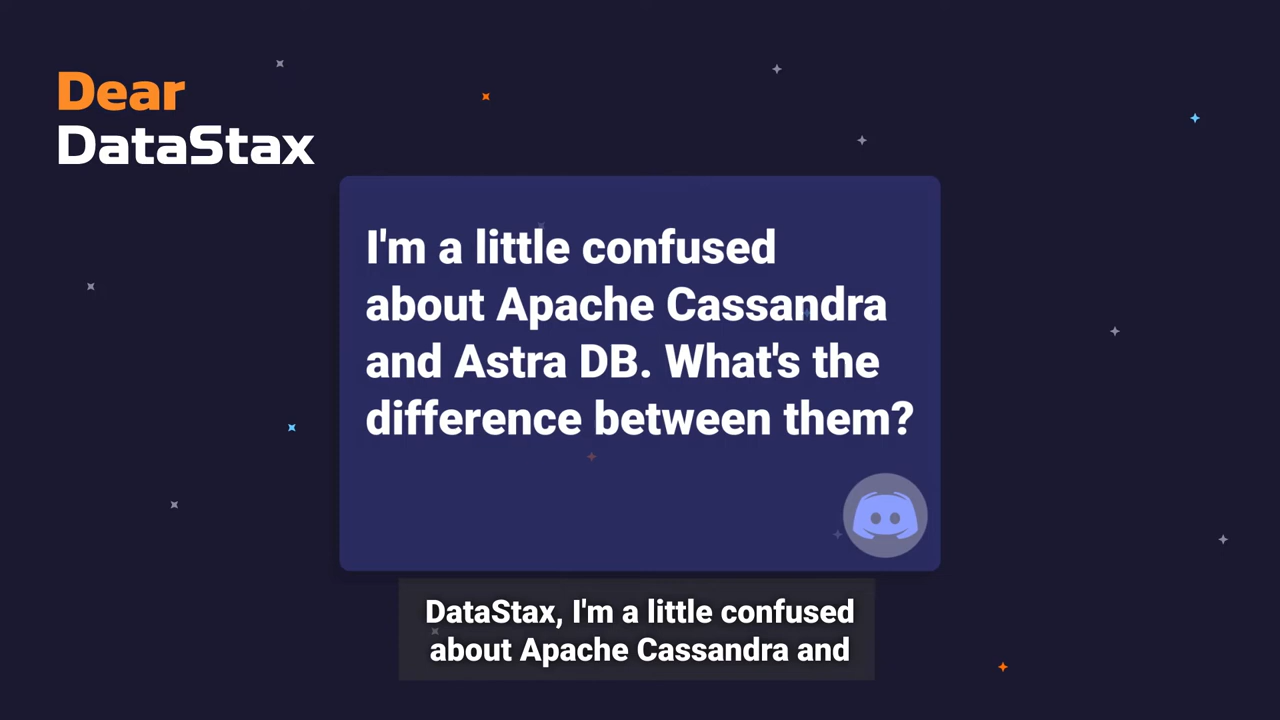 Dear
DataStax
I'm a little confused
about Apache Cassandra
and Astra DB. What's the
difference between them?
DataStax, I'm a little confused
about Apache Cassandra and